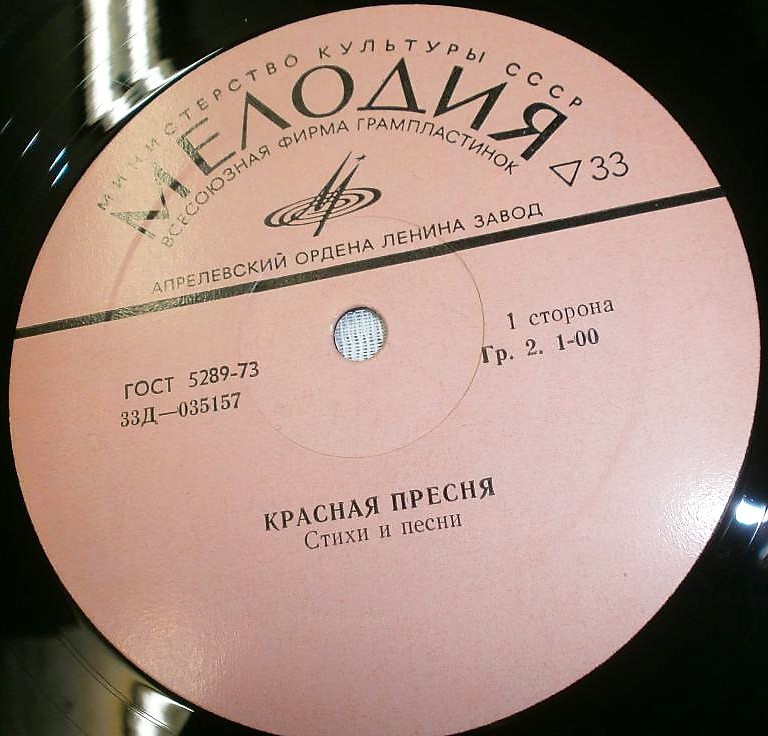 МИНИСТЕРСТВО КУЛЬТУРЫ СССР
МЕЛОДИЯ
ВСЕСОЮЗНАЯ ФИРМА ГРАМПЛАСТИНОК
33
АПРЕЛЕВСКИЙ ОРДЕНА ЛЕНИНА ЗАВОД
1 сторона
Гр. 2. 1-00
ГОСТ 5289-73
33Д—035157
КРАСНАЯ ПРЕСНЯ
Стихи и песни